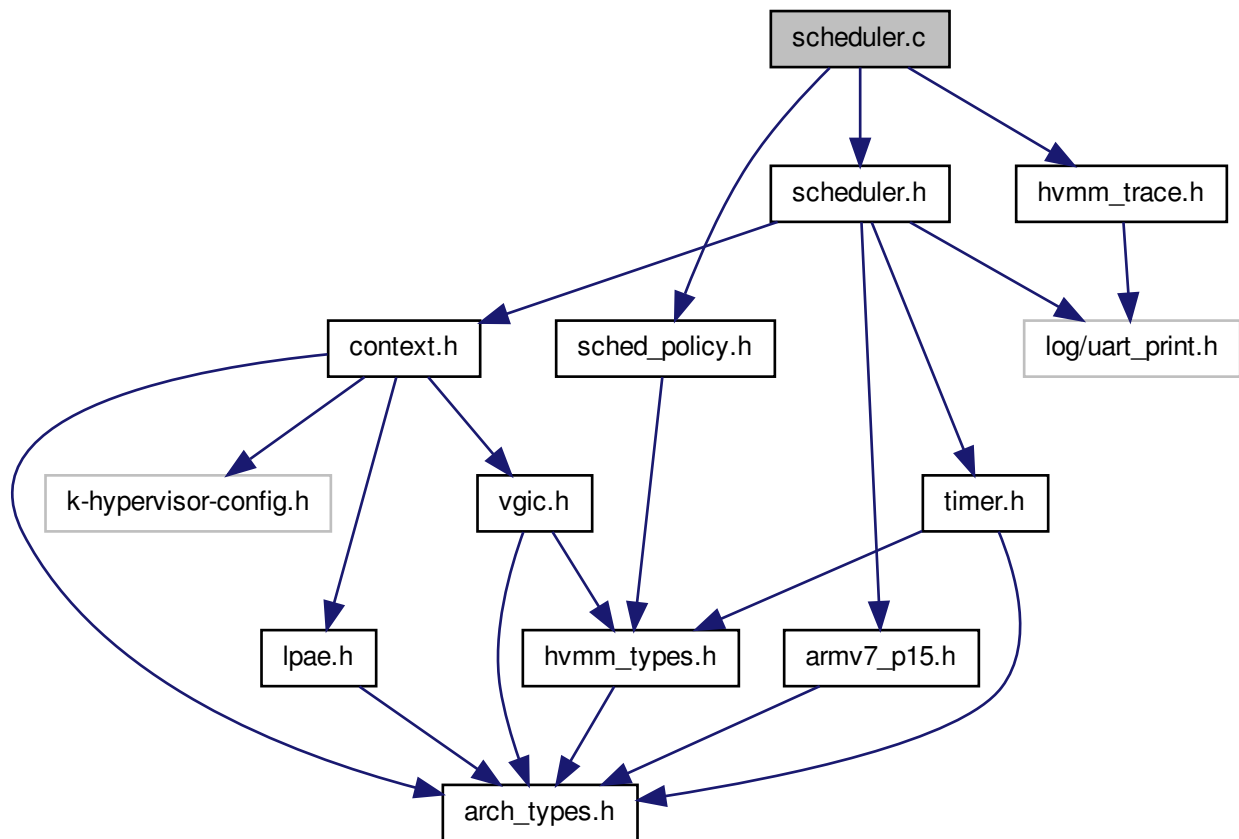 scheduler.c
scheduler.h
hvmm_trace.h
context.h
sched_policy.h
log/uart_print.h
k-hypervisor-config.h
vgic.h
timer.h
lpae.h
hvmm_types.h
armv7_p15.h
arch_types.h